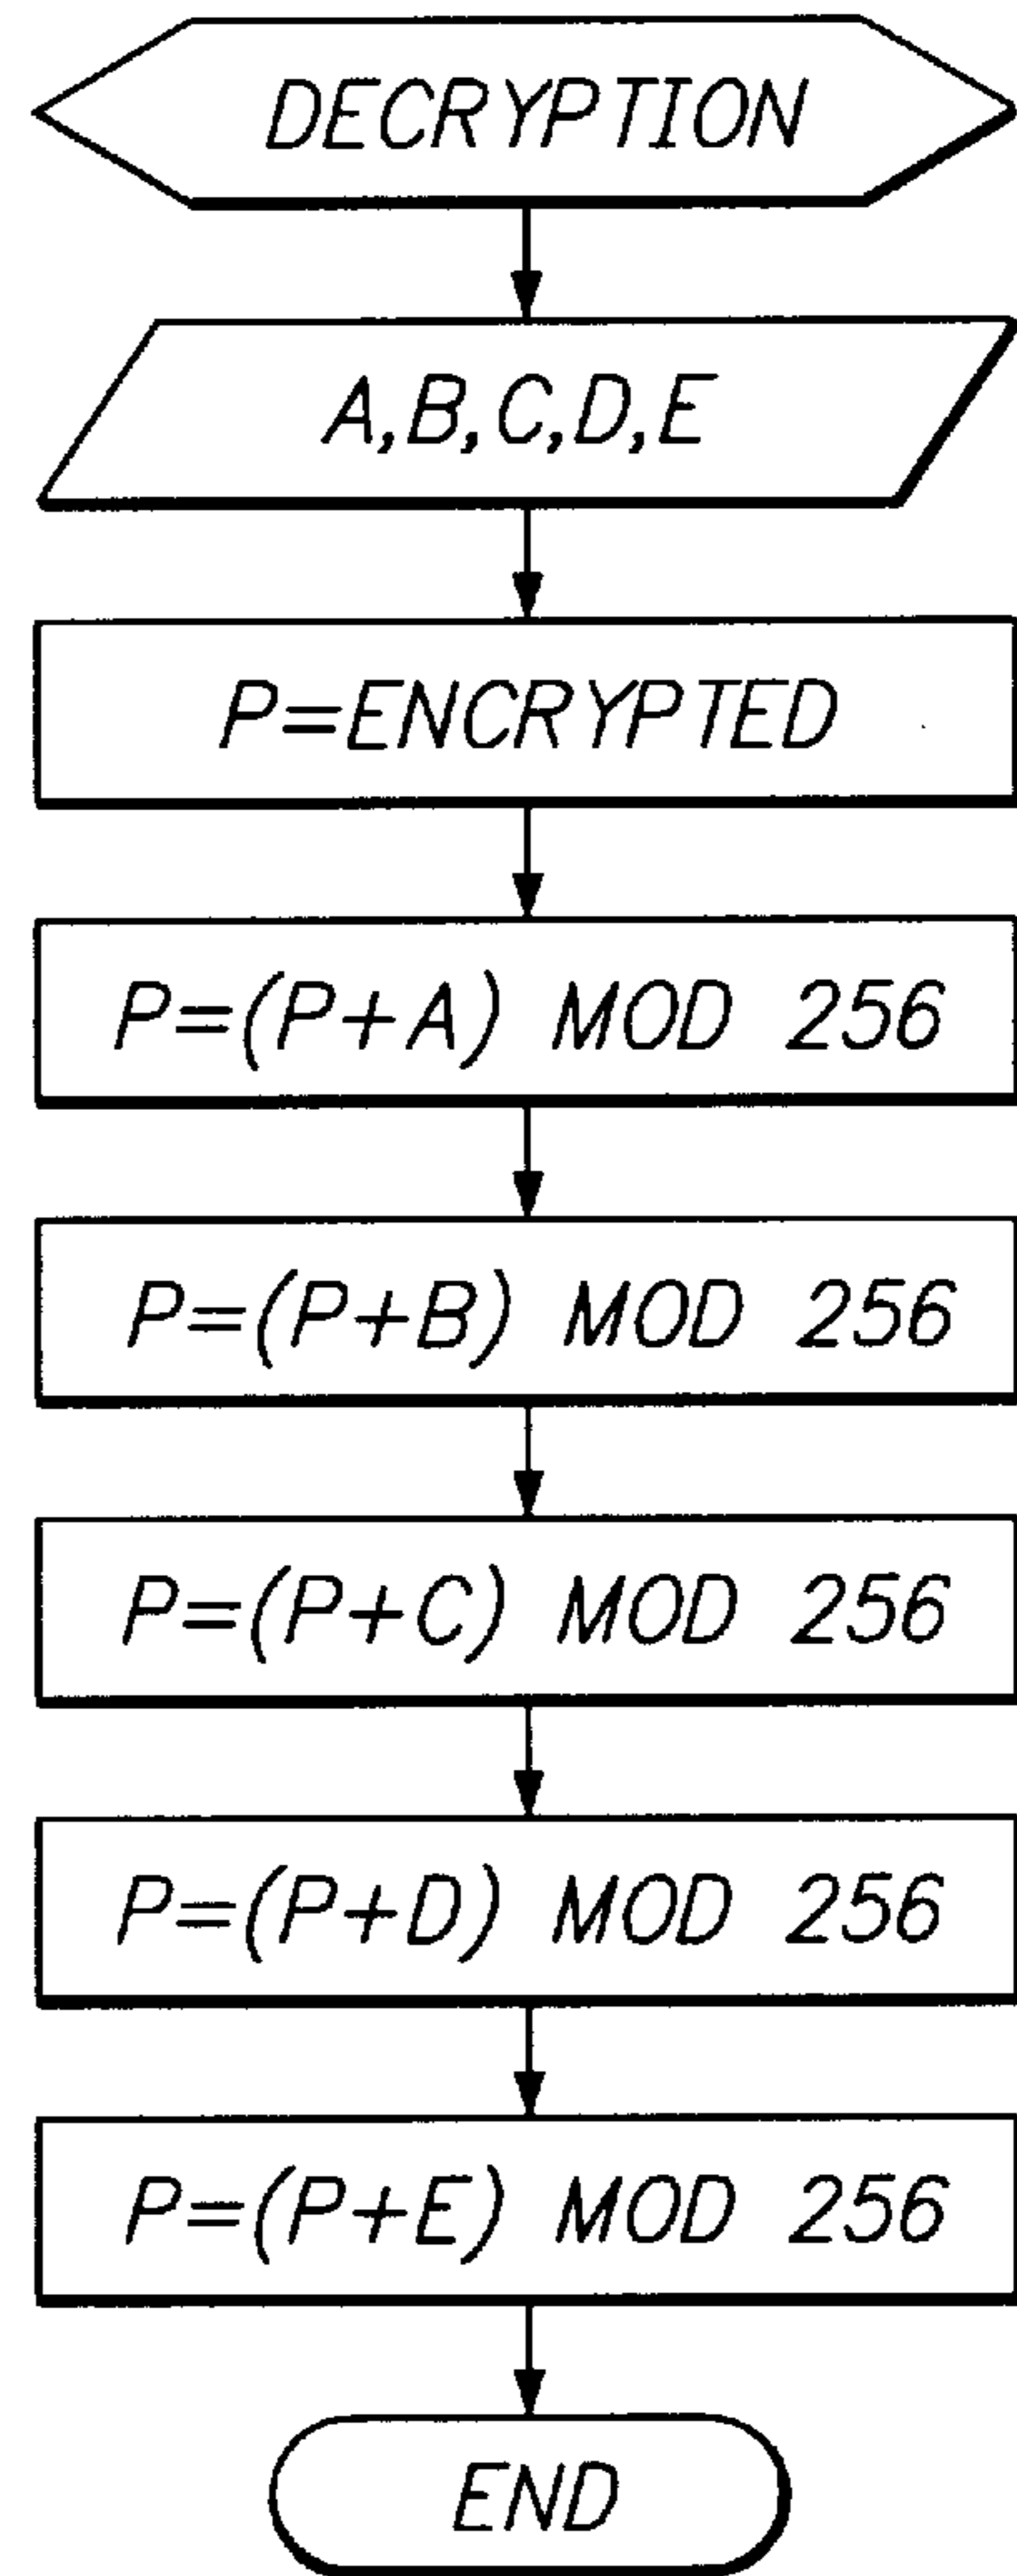 DECRYPTION
A,B,C,D,E
P=ENCRYPTED
P=(P+A) MOD 256
P=(P+B) MOD 256
P=(P+C) MOD 256
P=(P+D) MOD 256
P=(P+E) MOD 256
END